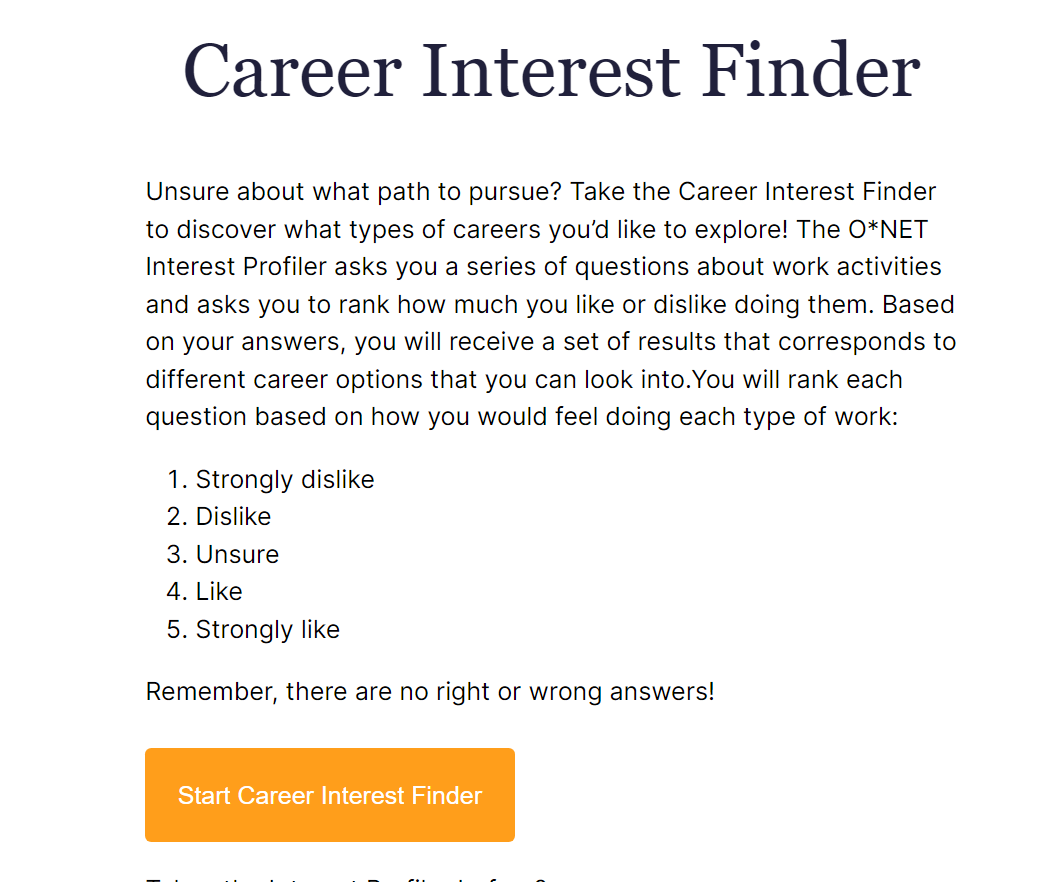 Career Interest Finder
Unsure about what path to pursue? Take the Career Interest Finder
to discover what types of careers you’d like to explore! The O*NET
Interest Profiler asks you a series of questions about work activities
and asks you to rank how much you like or dislike doing them. Based
on your answers, you will receive a set of results that corresponds to
different career options that you can look into.You will rank each
question based on how you would feel doing each type of work:
1. Strongly dislike
2. Dislike
3. Unsure
4. Like
5. Strongly like
Remember, there are no right or wrong answers!
Start Career Interest Finder